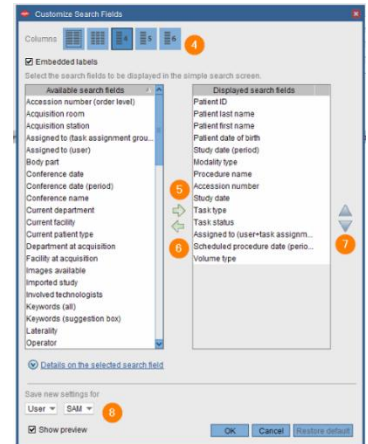 Customize Search Fields
Columns 4 5 6 4
Embedded labels
Select the search fields to be displayed in the simple search screen.
Available search fields
Accession number (order level)
Acquisition room
Acquisition station
Assigned to (task assignment grou...
Assigned to (user)
Body part
Conference date
Conference date (period)
Conference name
Current department
Current facility
Current patient type
Department at acquisition
Facility at acquisition
Images available
Imported study
Involved technologists
Keywords (all)
Keywords (suggestion box)
Laterality
Operator
5
6
Displayed search fields
Patient ID
Patient last name
Patient first name
Patient date of birth
Study date (period)
Modality type
Procedure name
Accession number
Study date
Task type
Task status
Assigned to (user+task assignm...
Scheduled procedure date (perio...
Volume type
7
Details on the selected search field
Save new settings for
User SAM 8
Show preview
OK Cancel Restore default